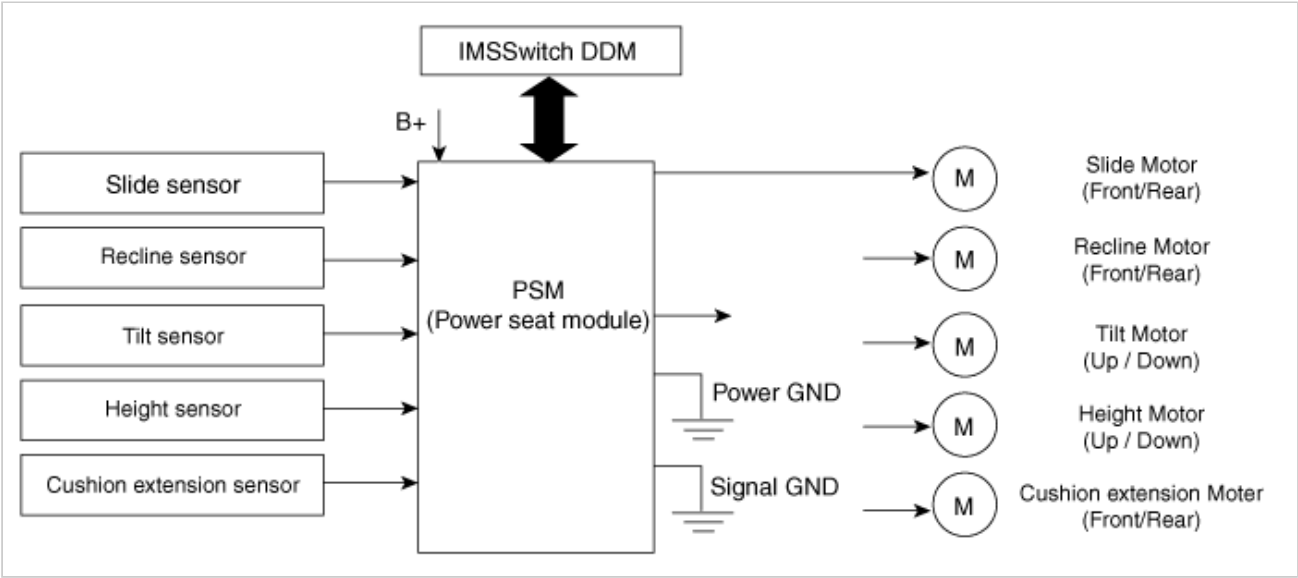 IMSSwitch DDM
B+
Slide sensor
Recline sensor
Tilt sensor
Height sensor
Cushion extension sensor
PSM
(Power seat module)
Power GND
Signal GND
M
Slide Motor
(Front/Rear)
M
Recline Motor
(Front/Rear)
M
Tilt Motor
(Up / Down)
M
Height Motor
(Up / Down)
M
Cushion extension Moter
(Front/Rear)